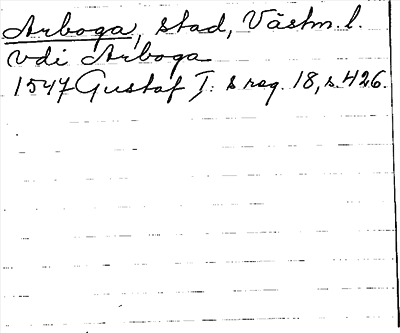 Arboga, stad, Västm. l.
vdi Arboga
1547 Gustaf I: s reg. 18, s. 426.